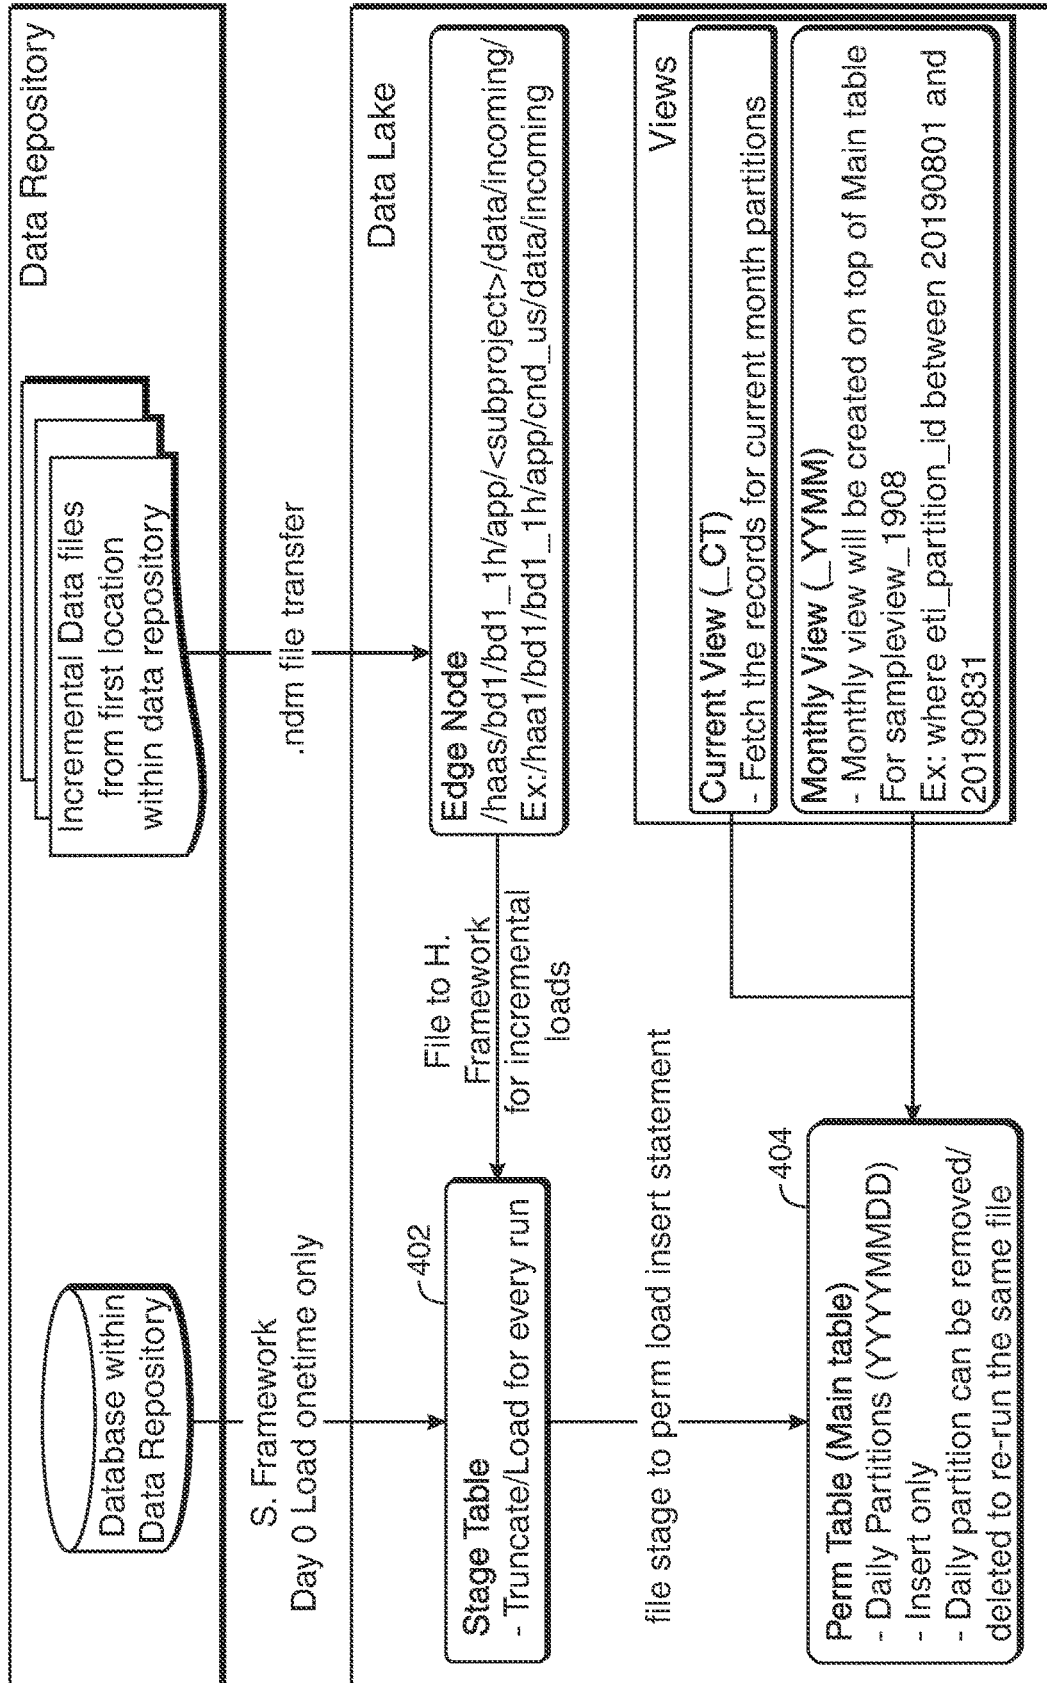 Data Repository
Database within
Data Repository
Incremental Data files
from first location
within data repository
S. Framework
Day 0 Load onetime only
.ndm file transfer
Data Lake
402
Stage Table
- Truncate/Load for every run
File to H.
Framework
for incremental
loads
Edge Node
/haas/bd1/bd1_1h/app/<subproject>/data/incoming/
Ex:/haa1/bd1/bd1_1h/app/cnd_us/data/incoming
file stage to perm load insert statement
404
Perm Table (Main table)
- Daily Partitions (YYYYMMDD)
- Insert only
- Daily partition can be removed/
deleted to re-run the same file
Views
Current View (_CT)
- Fetch the records for current month partitions
Monthly View (_YYMM)
- Monthly view will be created on top of Main table
For sampleview_1908
Ex: where eti_partition_id between 20190801 and
20190831